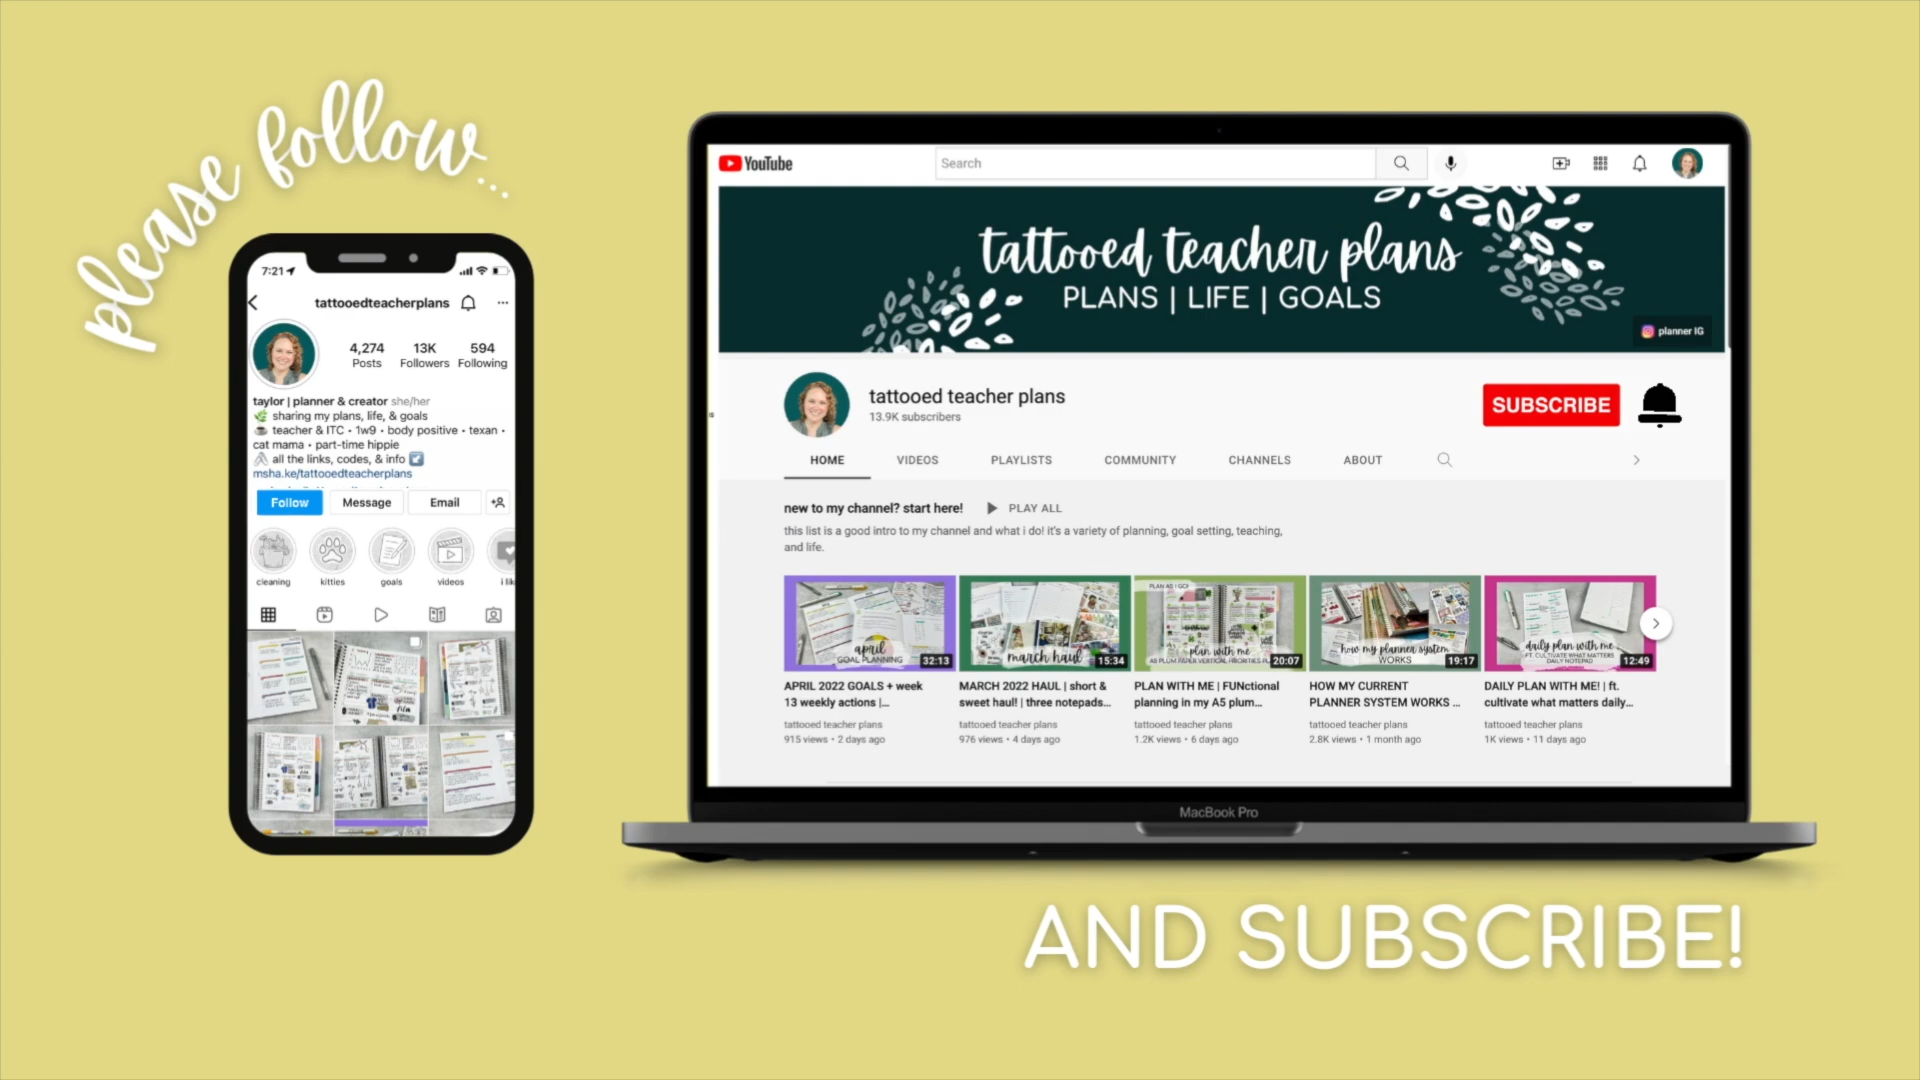 please follow...
7:21
tattooedteacherplans
4,274 13K 594
Posts Followers Following
taylor | planner & creator she/her
sharing my plans, life, & goals
teacher & ITC • 1w9 • body positive • texan •
cat mama • part-time hippie
all the links, codes, & info
msha.ke/tattooedteacherplans
Follow Message Email
cleaning kitties goals videos i lik
YouTube
Search
tattooed teacher plans
PLANS | LIFE | GOALS
planner IG
tattooed teacher plans
13.9K subscribers
SUBSCRIBE
HOME VIDEOS PLAYLISTS COMMUNITY CHANNELS ABOUT
new to my channel? start here! PLAY ALL
this list is a good intro to my channel and what i do! it's a variety of planning, goal setting, teaching,
and life.
april
GOAL PLANNING
32:13
march haul
15:34
plan with me
20:07
how my planner system
WORKS
19:17
daily plan with me
FT. CULTIVATE WHAT MATTERS
DAILY NOTEPAD
12:49
APRIL 2022 GOALS + week
13 weekly actions |...
tattooed teacher plans
915 views • 2 days ago
MARCH 2022 HAUL | short &
sweet haul! | three notepads...
tattooed teacher plans
976 views • 4 days ago
PLAN WITH ME | FUNctional
planning in my A5 plum...
tattooed teacher plans
1.2K views • 6 days ago
HOW MY CURRENT
PLANNER SYSTEM WORKS ...
tattooed teacher plans
2.8K views • 1 month ago
DAILY PLAN WITH ME! | ft.
cultivate what matters daily...
tattooed teacher plans
1K views • 11 days ago
MacBook Pro
AND SUBSCRIBE!